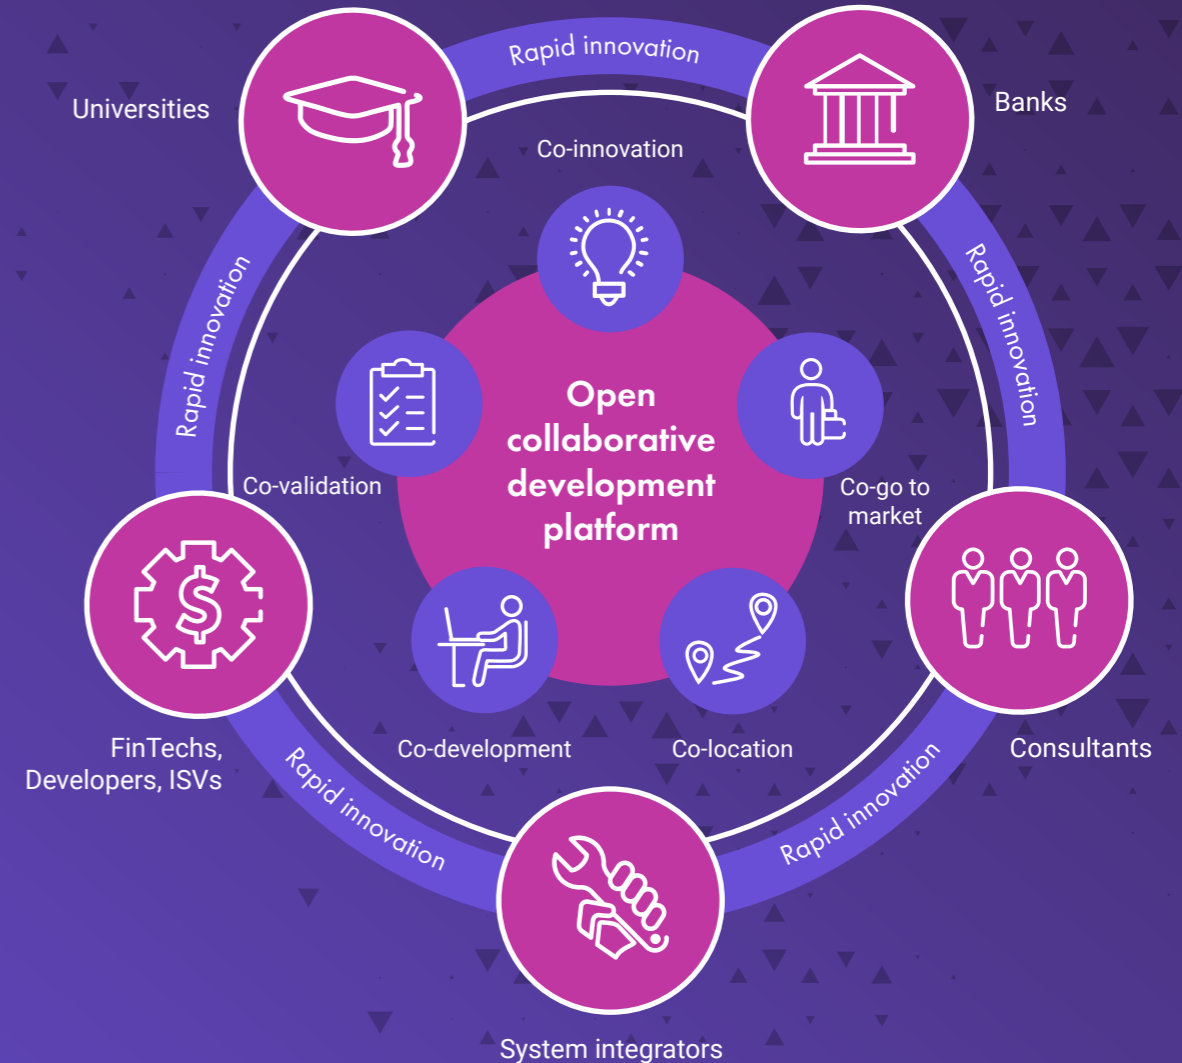 Rapid innovation
Universities
Banks
Co-innovation
Rapid innovation
Rapid innovation
Open
collaborative
development
platform
Co-validation
Co-go to
market
FinTechs,
Developers, ISVs
Co-development
Co-location
Consultants
Rapid innovation
Rapid innovation
System integrators
$